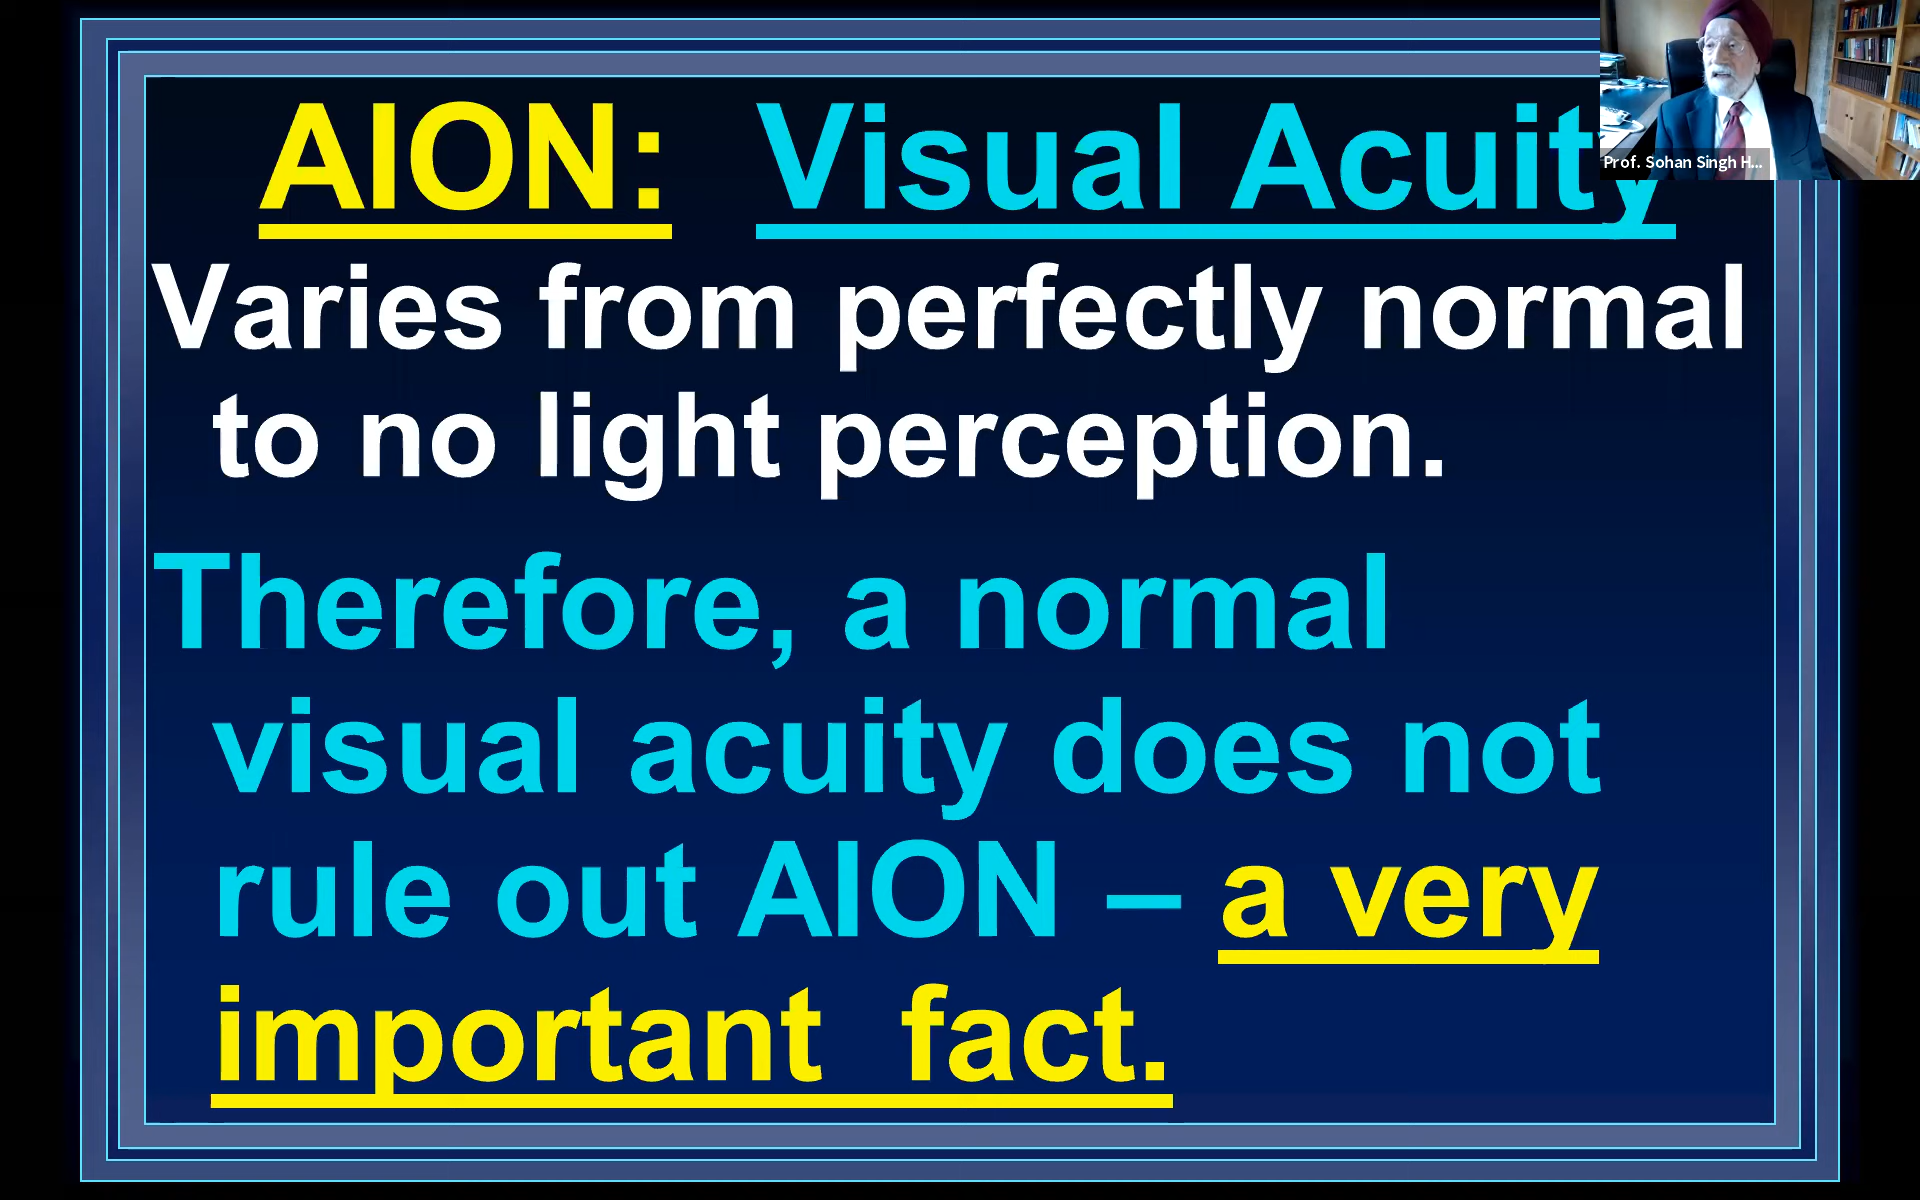 AION: Visual Acuity
Prof. Sohan Singh H...
Varies from perfectly normal
to no light perception.
Therefore, a normal
visual acuity does not
rule out AION – a very
important fact.